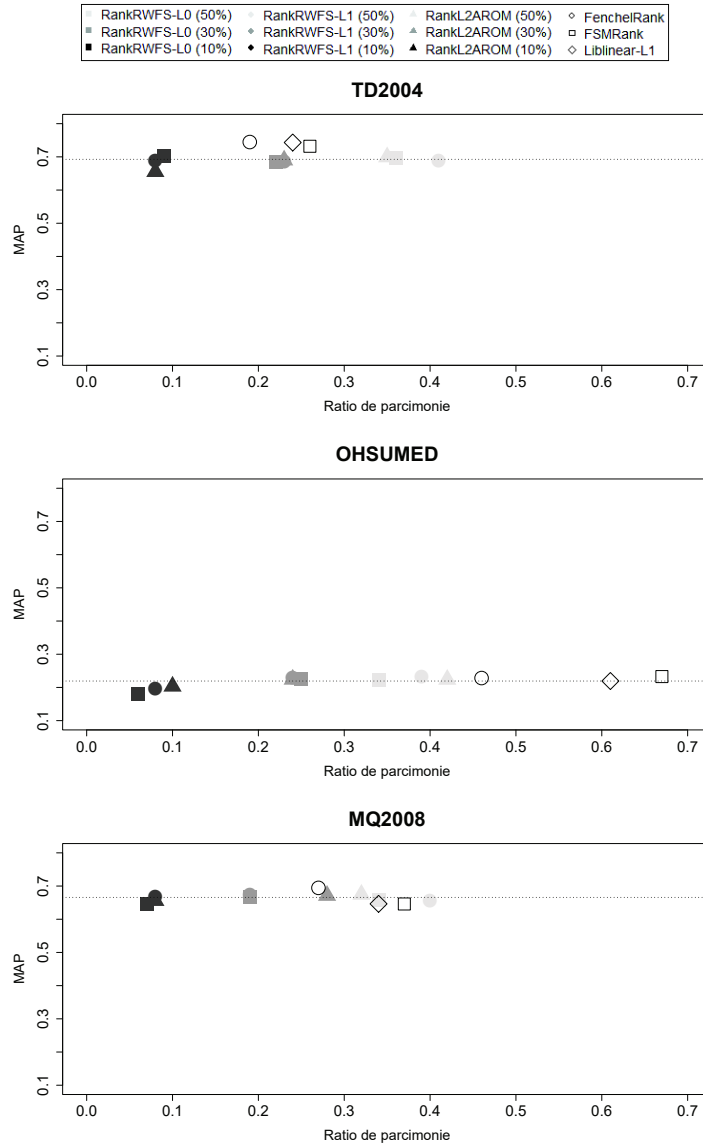 RankRWFS-L0 (50%) RankRWFS-L1 (50%) RankL2AROM (50%) FenchelRank
RankRWFS-L0 (30%) RankRWFS-L1 (30%) RankL2AROM (30%) FSMRank
RankRWFS-L0 (10%) RankRWFS-L1 (10%) RankL2AROM (10%) Liblinear-L1
TD2004
MAP
0.7
0.5
0.3
0.1
0.0 0.1 0.2 0.3 0.4 0.5 0.6 0.7
Ratio de parcimonie
OHSUMED
MAP
0.7
0.5
0.3
0.1
0.0 0.1 0.2 0.3 0.4 0.5 0.6 0.7
Ratio de parcimonie
MQ2008
MAP
0.7
0.5
0.3
0.1
0.0 0.1 0.2 0.3 0.4 0.5 0.6 0.7
Ratio de parcimonie